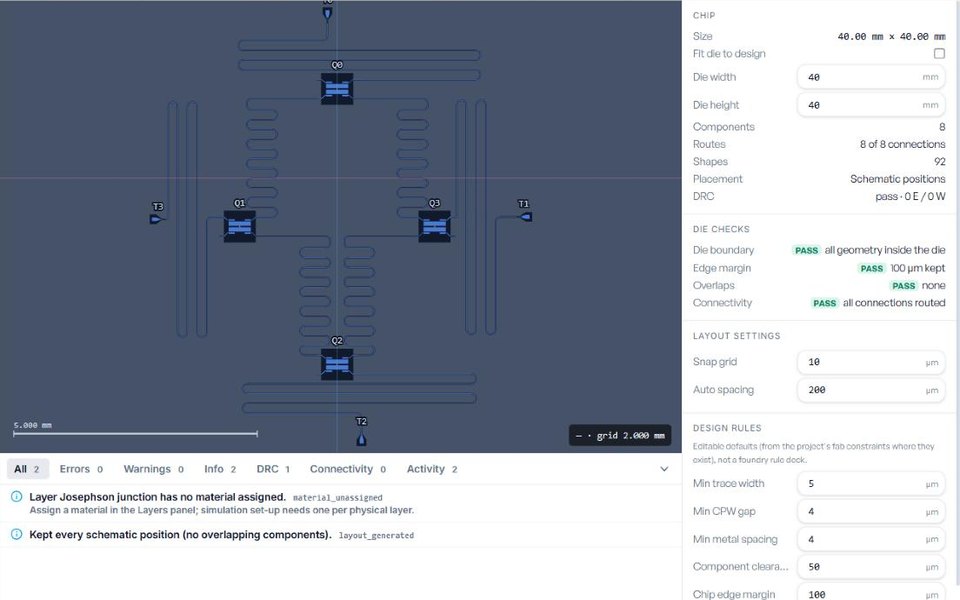 Q0
Q1
Q3
T3
T1
Q2
T2
5.000 mm
— · grid 2.000 mm
All 2 Errors 0 Warnings 0 Info 2 DRC 1 Connectivity 0 Activity 2
Layer Josephson junction has no material assigned. material_unassigned
Assign a material in the Layers panel; simulation set-up needs one per physical layer.
Kept every schematic position (no overlapping components). layout_generated
CHIP
Size 40.00 mm × 40.00 mm
Fit die to design
Die width 40 mm
Die height 40 mm
Components 8
Routes 8 of 8 connections
Shapes 92
Placement Schematic positions
DRC pass · 0 E / 0 W
DIE CHECKS
Die boundary PASS all geometry inside the die
Edge margin PASS 100 µm kept
Overlaps PASS none
Connectivity PASS all connections routed
LAYOUT SETTINGS
Snap grid 10 µm
Auto spacing 200 µm
DESIGN RULES
Editable defaults (from the project's fab constraints where they
exist), not a foundry rule deck.
Min trace width 5 µm
Min CPW gap 4 µm
Min metal spacing 4 µm
Component cleara... 50 µm
Chip edge margin 100 µm